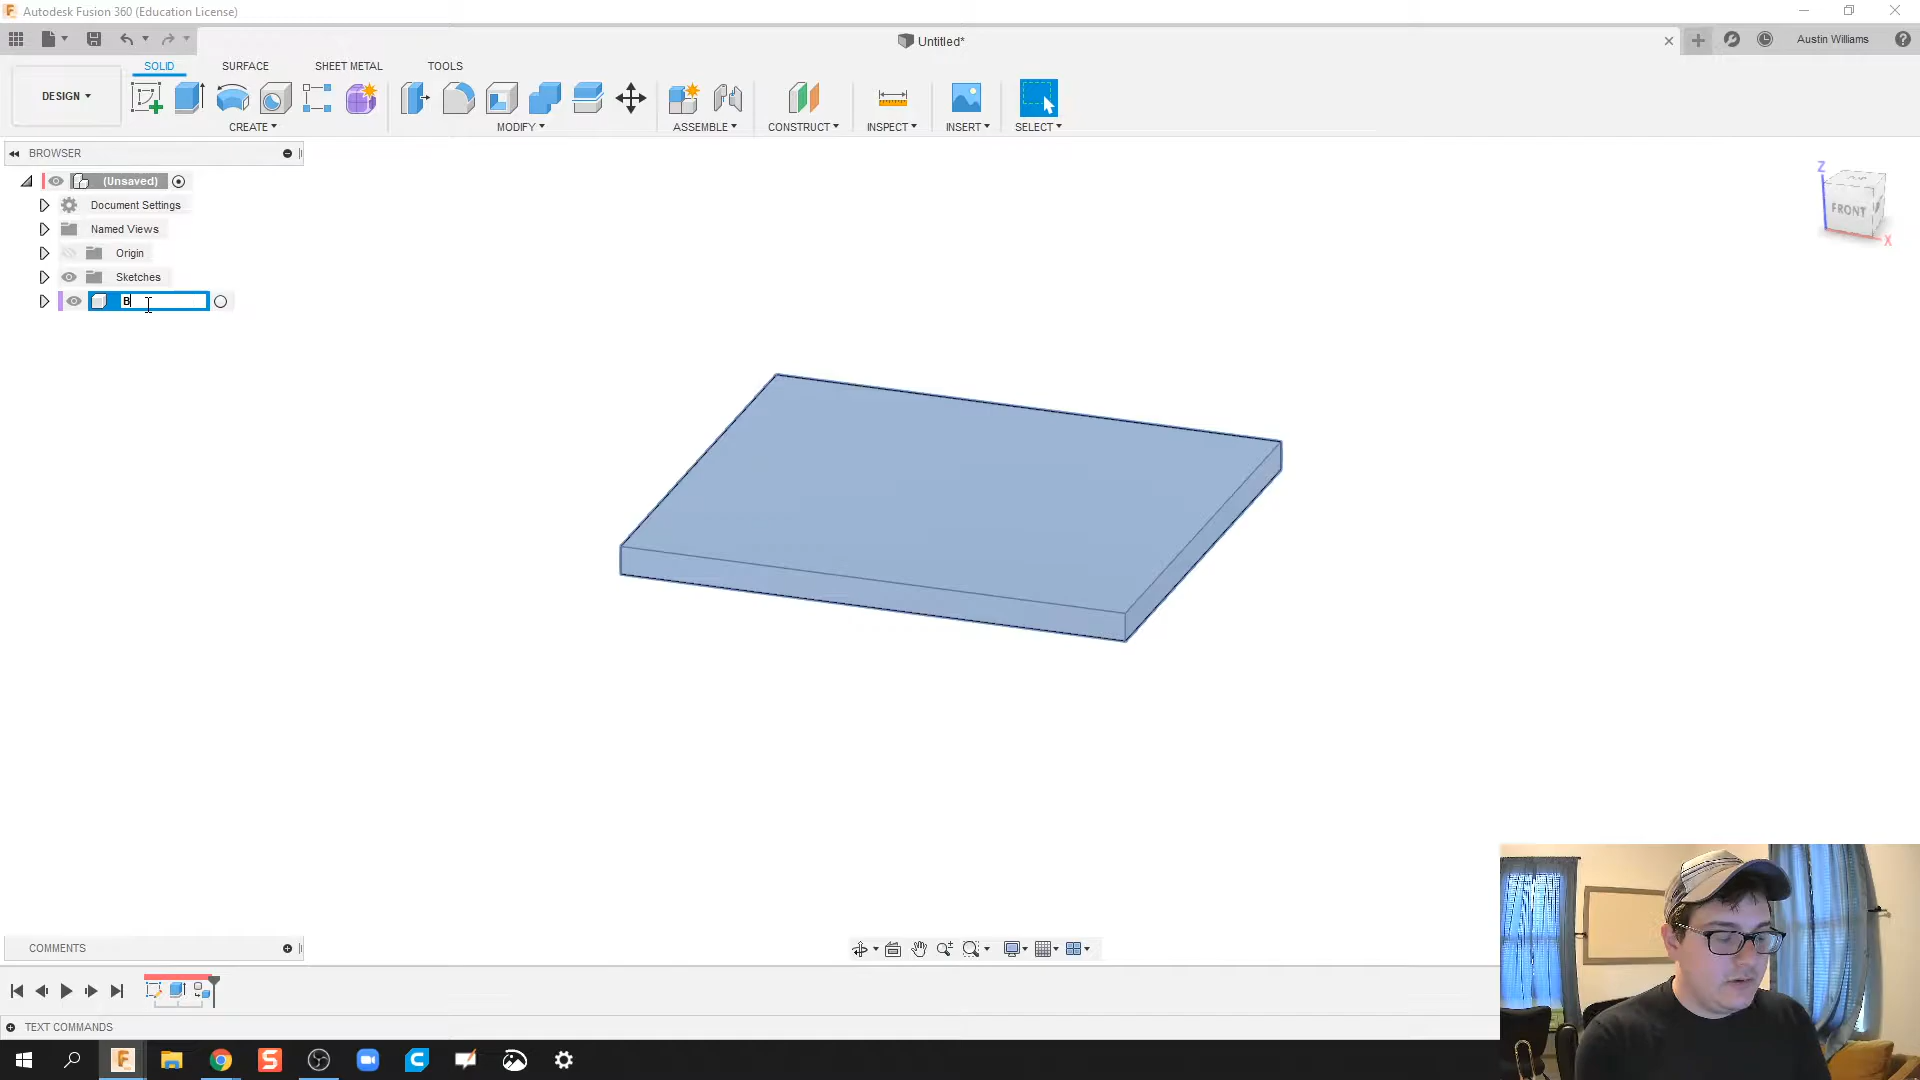 Autodesk Fusion 360 (Education License)
Untitled*
Austin Williams
DESIGN
SOLID
SURFACE
SHEET METAL
TOOLS
CREATE
MODIFY
ASSEMBLE
CONSTRUCT
INSPECT
INSERT
SELECT
BROWSER
(Unsaved)
Document Settings
Named Views
Origin
Sketches
B
Z
FRONT
X
COMMENTS
TEXT COMMANDS